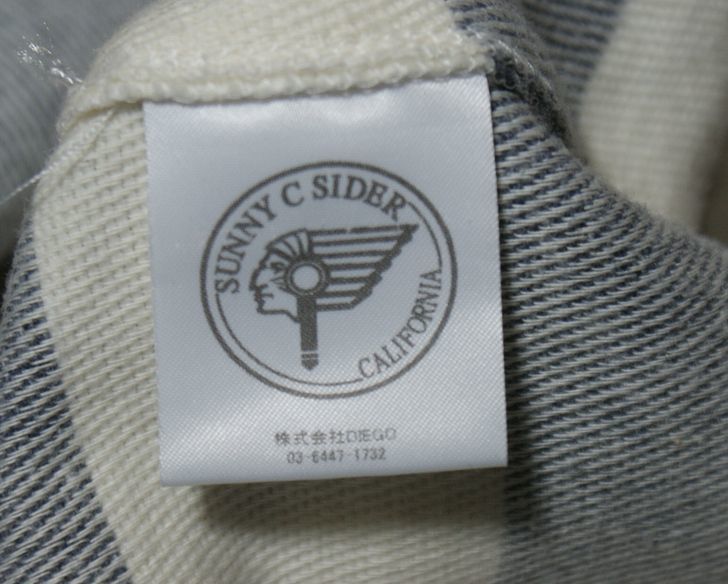 SUNNY C SIDER
CALIFORNIA
株式会社DIEGO
03-6447-1732